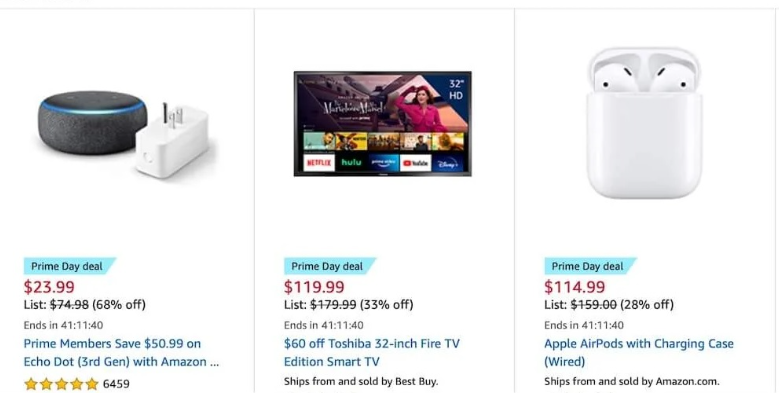 32"
HD
Marvelous Maisel
NETFLIX
hulu
prime video
YouTube
Disney+
Prime Day deal
$23.99
List: $74.98 (68% off)
Ends in 41:11:40
Prime Members Save $50.99 on
Echo Dot (3rd Gen) with Amazon ...
6459
Prime Day deal
$119.99
List: $179.99 (33% off)
Ends in 41:11:40
$60 off Toshiba 32-inch Fire TV
Edition Smart TV
Ships from and sold by Best Buy.
Prime Day deal
$114.99
List: $159.00 (28% off)
Ends in 41:11:40
Apple AirPods with Charging Case
(Wired)
Ships from and sold by Amazon.com.